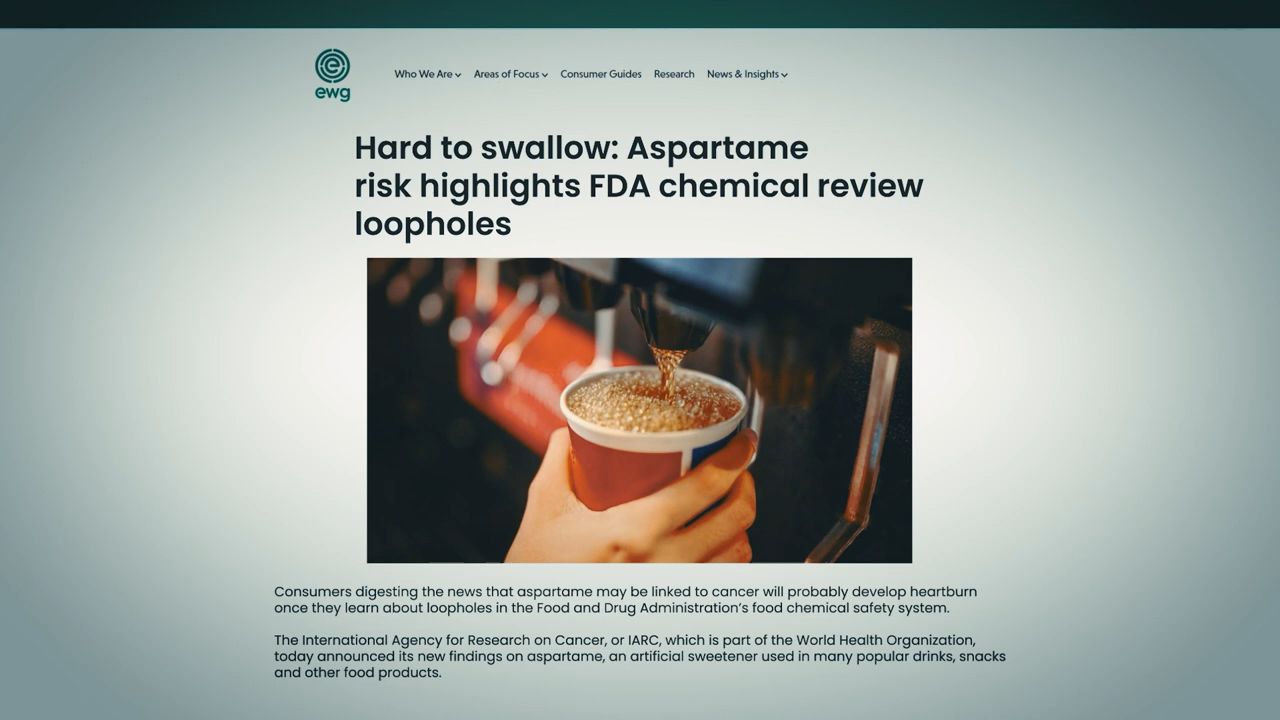 ewg
Who We Are
Areas of Focus
Consumer Guides
Research
News & Insights
Hard to swallow: Aspartame
risk highlights FDA chemical review
loopholes
Consumers digesting the news that aspartame may be linked to cancer will probably develop heartburn
once they learn about loopholes in the Food and Drug Administration’s food chemical safety system.
The International Agency for Research on Cancer, or IARC, which is part of the World Health Organization,
today announced its new findings on aspartame, an artificial sweetener used in many popular drinks, snacks
and other food products.